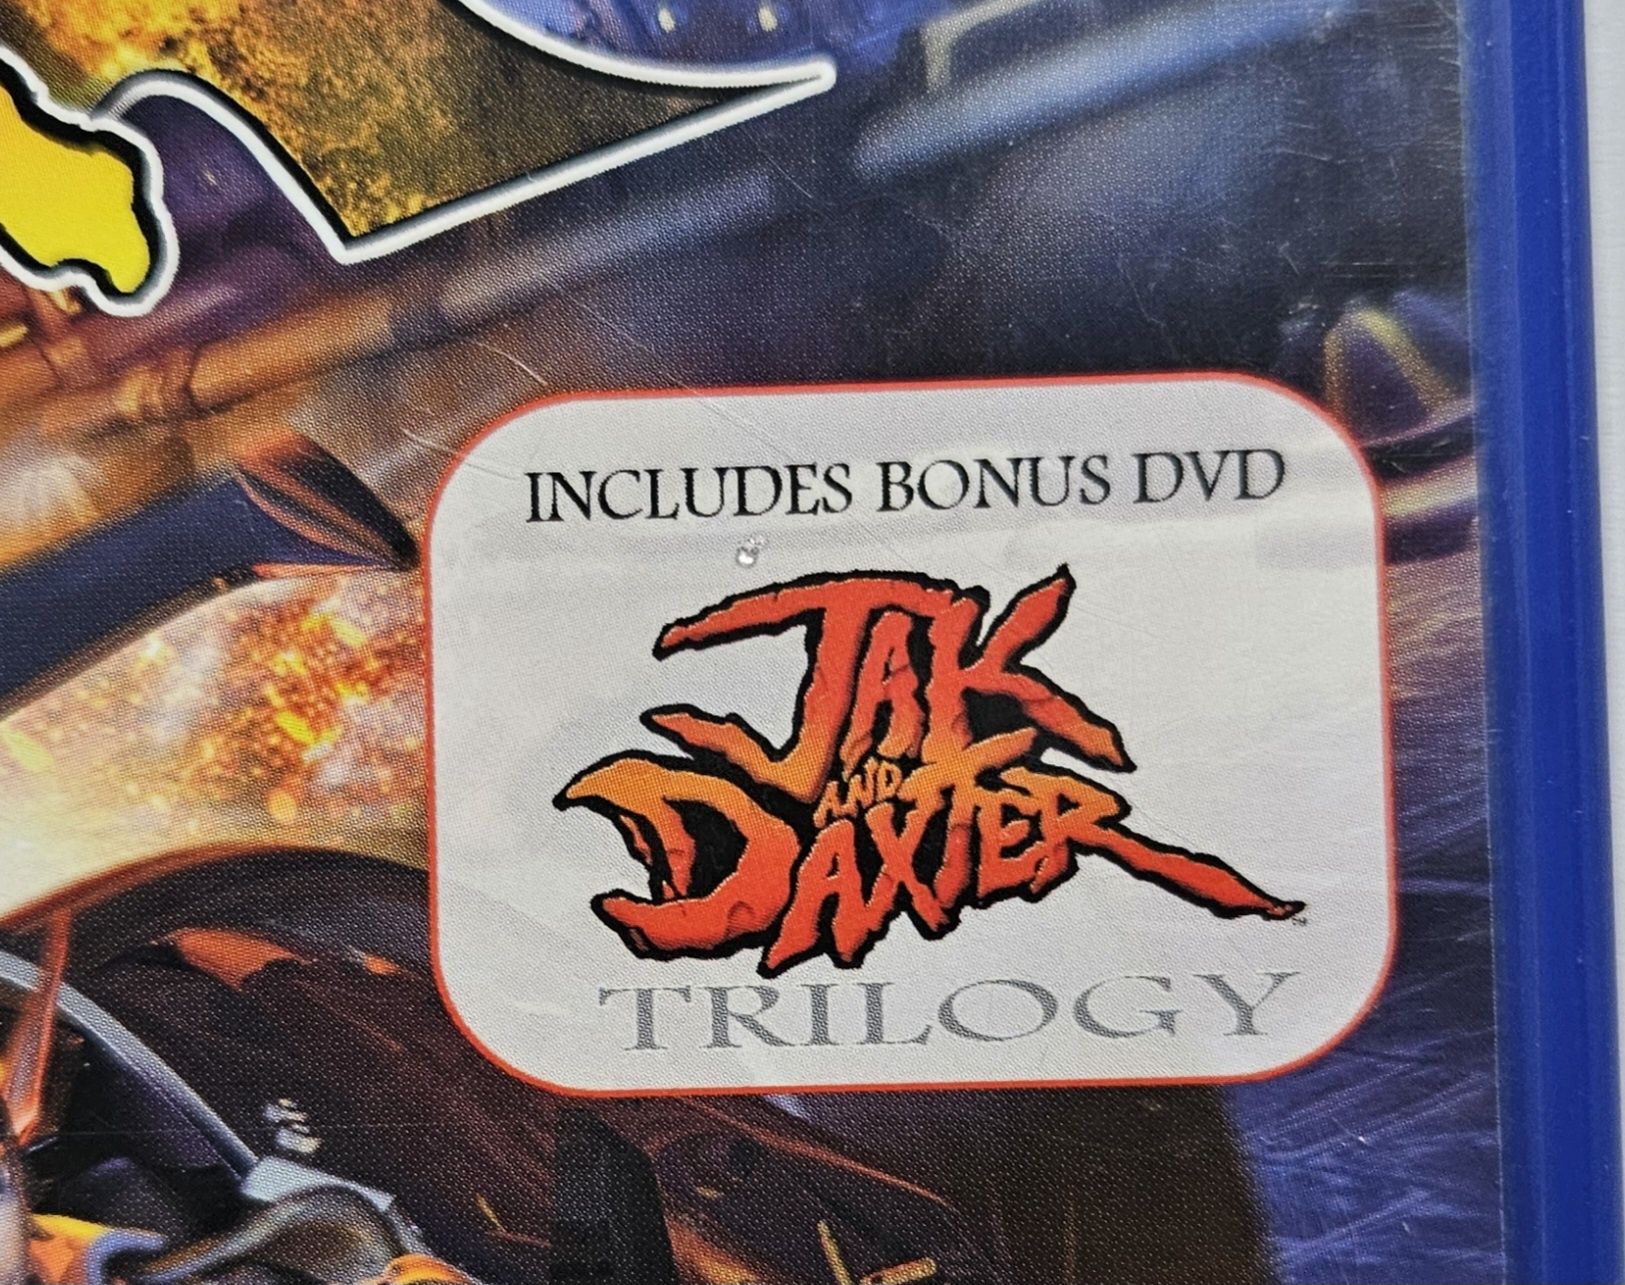 INCLUDES BONUS DVD
JAK
AND
DAXTER
TRILOGY